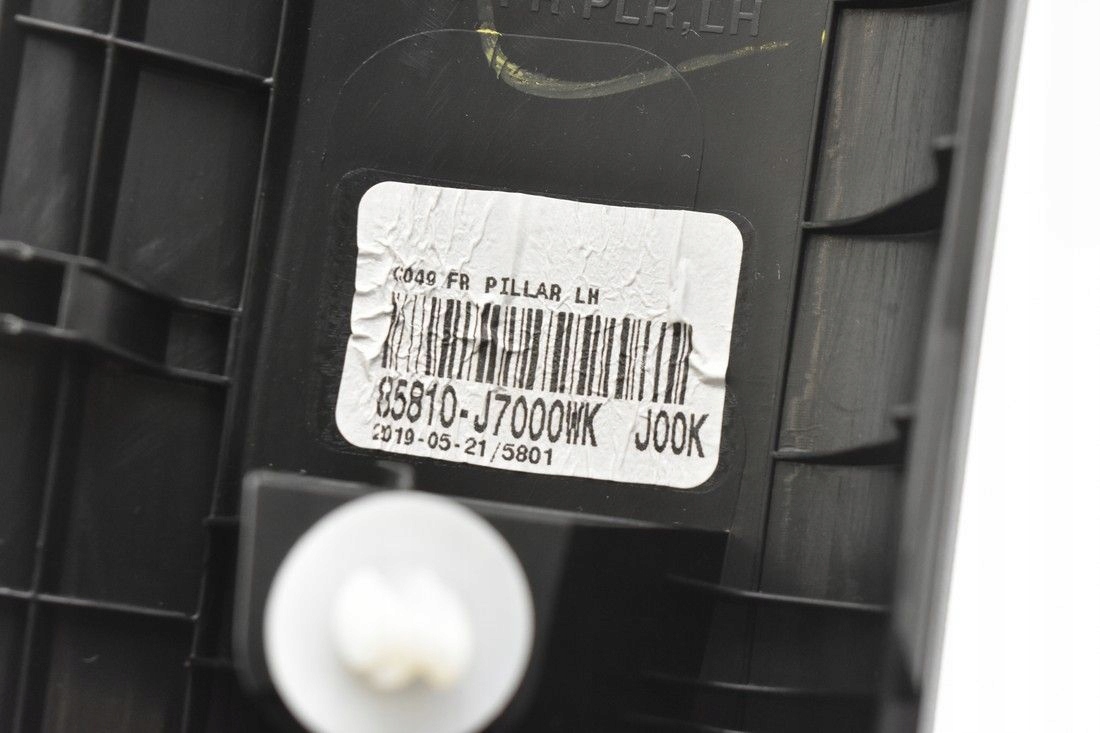 PLR,LH
C049 FR PILLAR LH
85810-J7000WK J00K
2019-05-21/5801